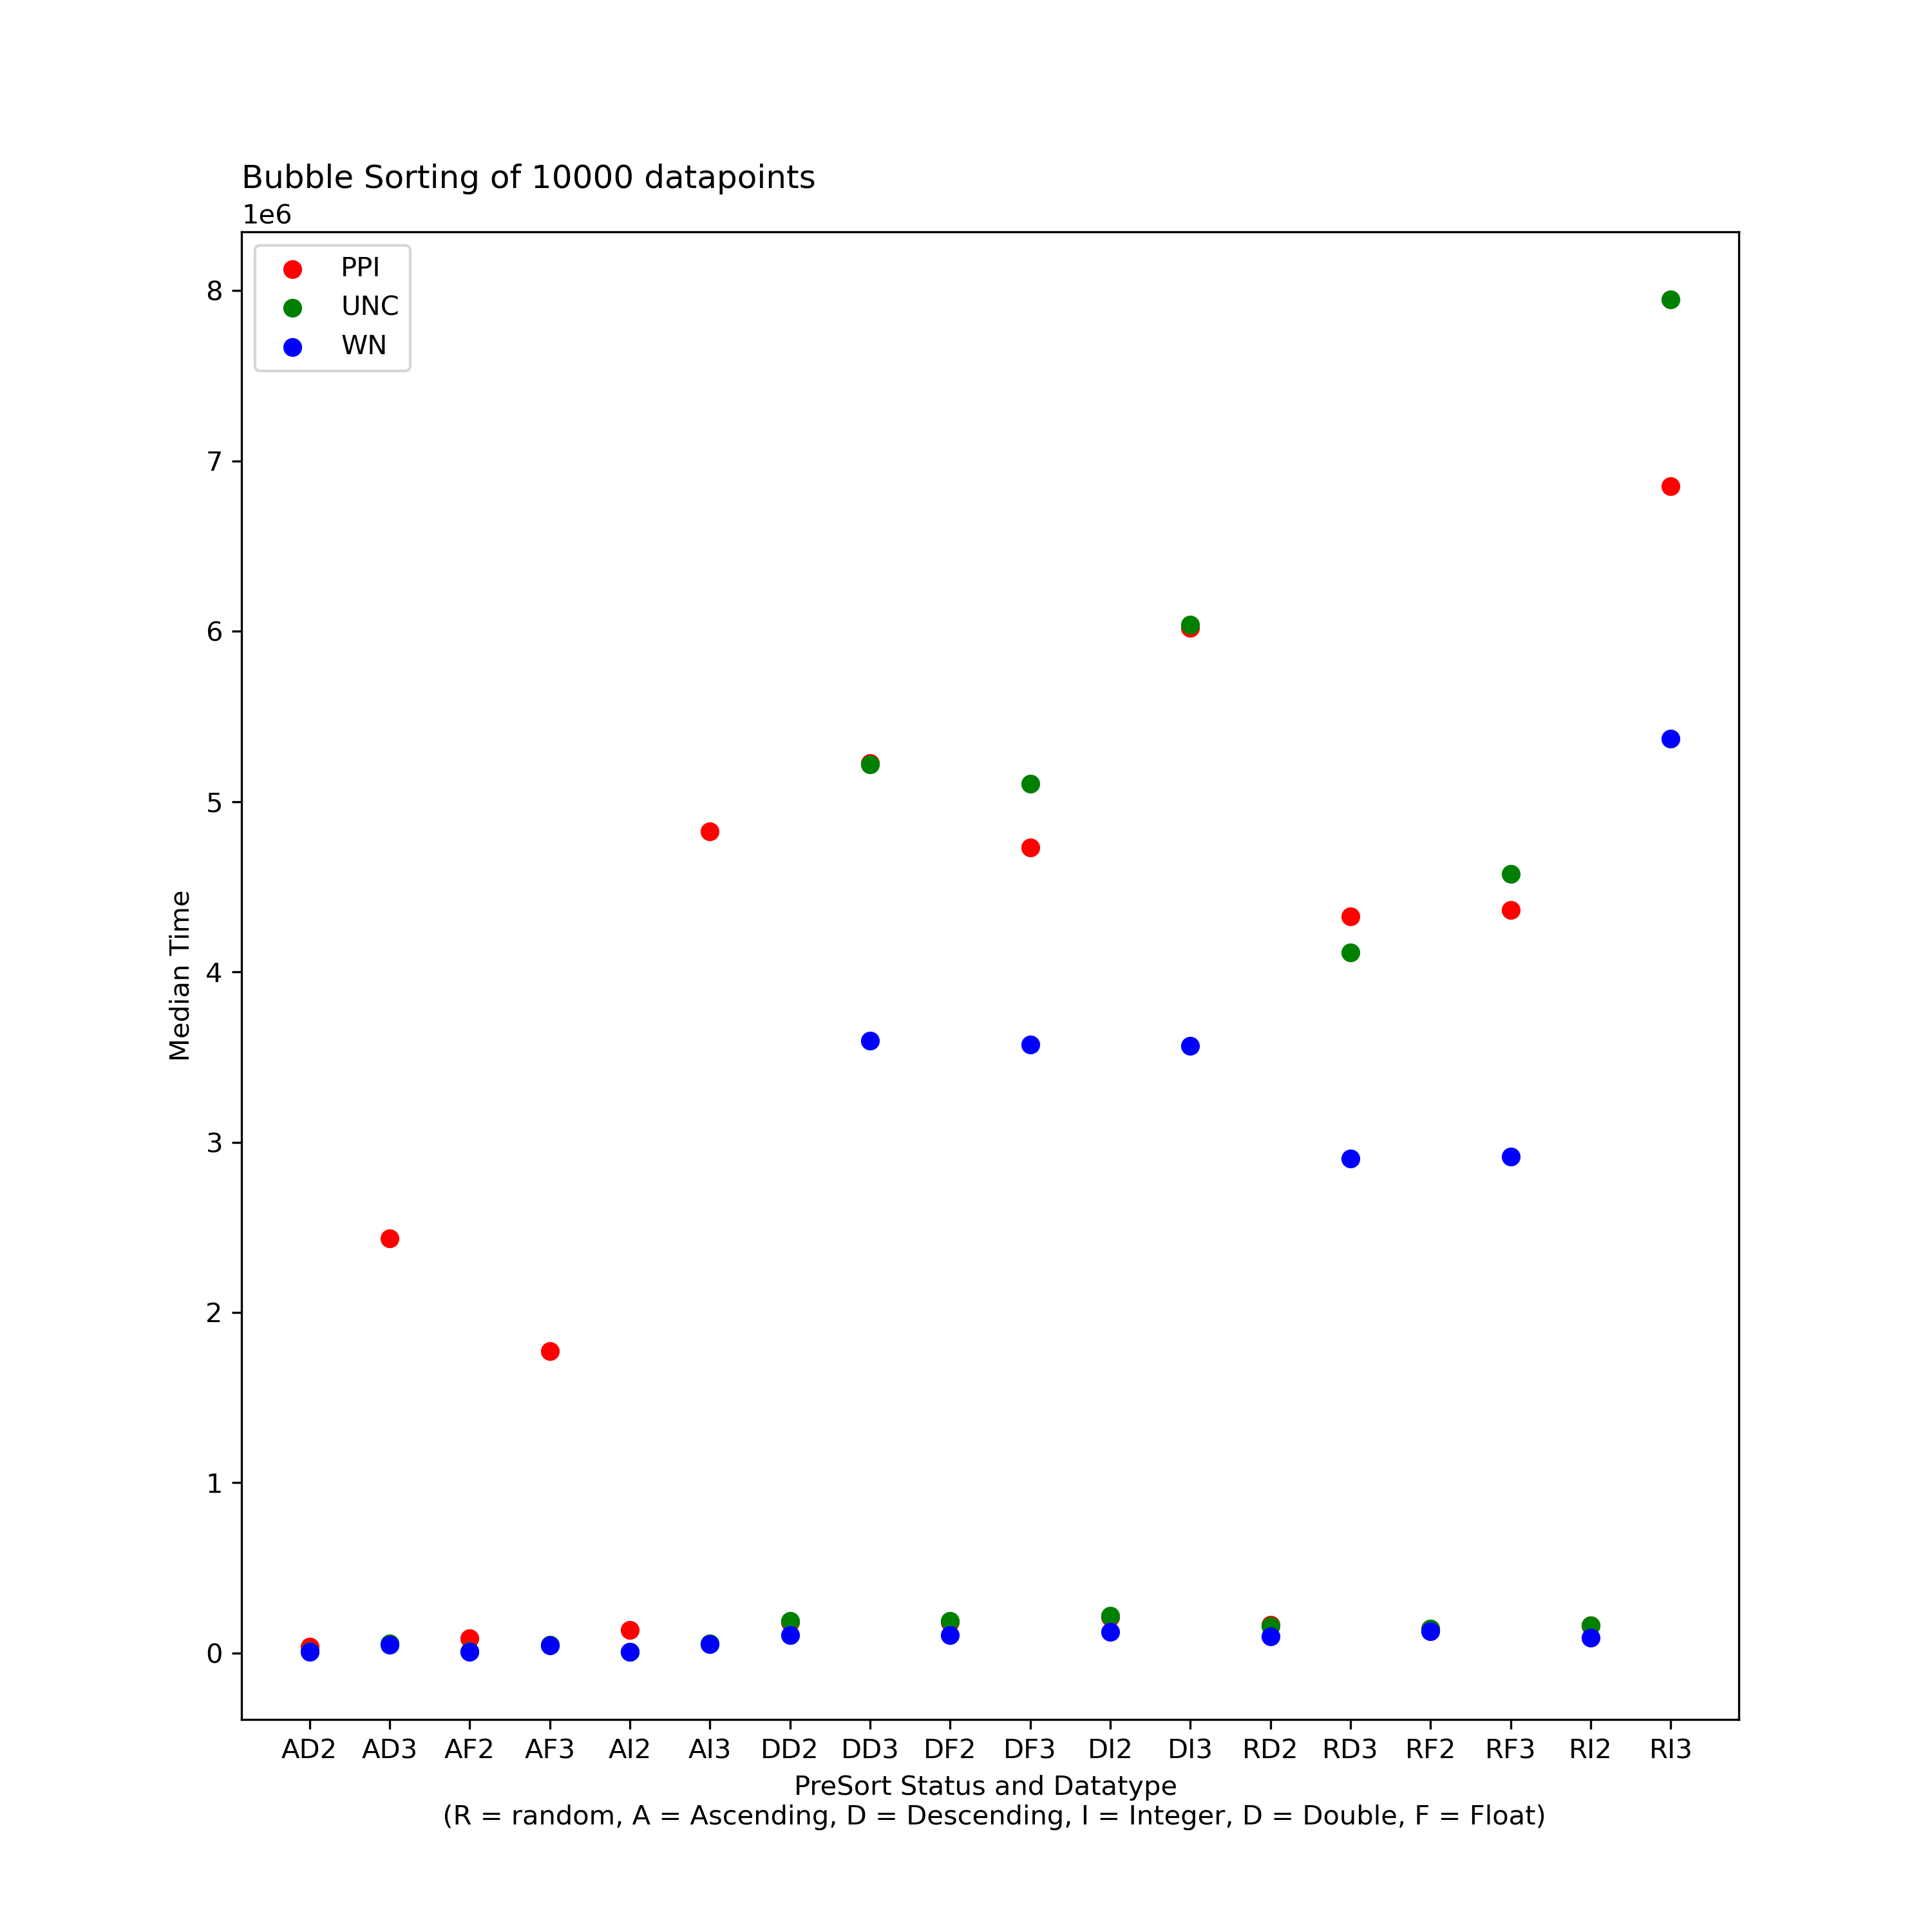 Bubble Sorting of 10000 datapoints
1e6
PPI
UNC
WN
8
7
6
5
4
3
2
1
0
Median Time
AD2 AD3 AF2 AF3 AI2 AI3 DD2 DD3 DF2 DF3 DI2 DI3 RD2 RD3 RF2 RF3 RI2 RI3
PreSort Status and Datatype
(R = random, A = Ascending, D = Descending, I = Integer, D = Double, F = Float)